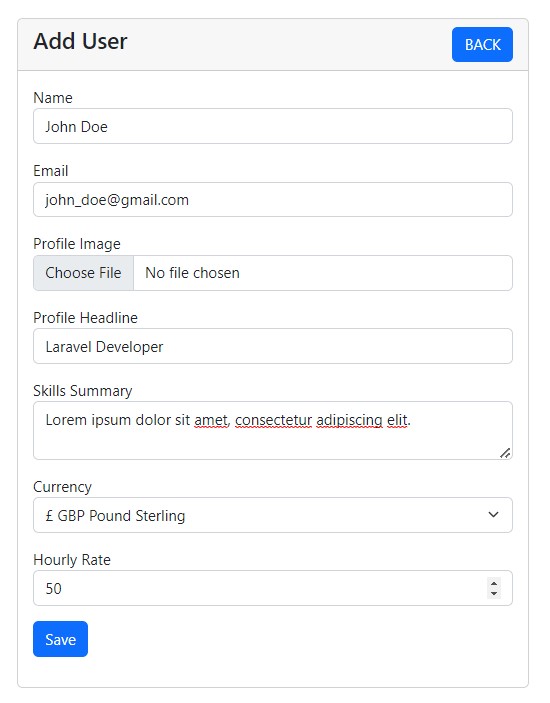 Add User
BACK
Name
John Doe
Email
john_doe@gmail.com
Profile Image
Choose File No file chosen
Profile Headline
Laravel Developer
Skills Summary
Lorem ipsum dolor sit amet, consectetur adipiscing elit.
Currency
£ GBP Pound Sterling
Hourly Rate
50
Save